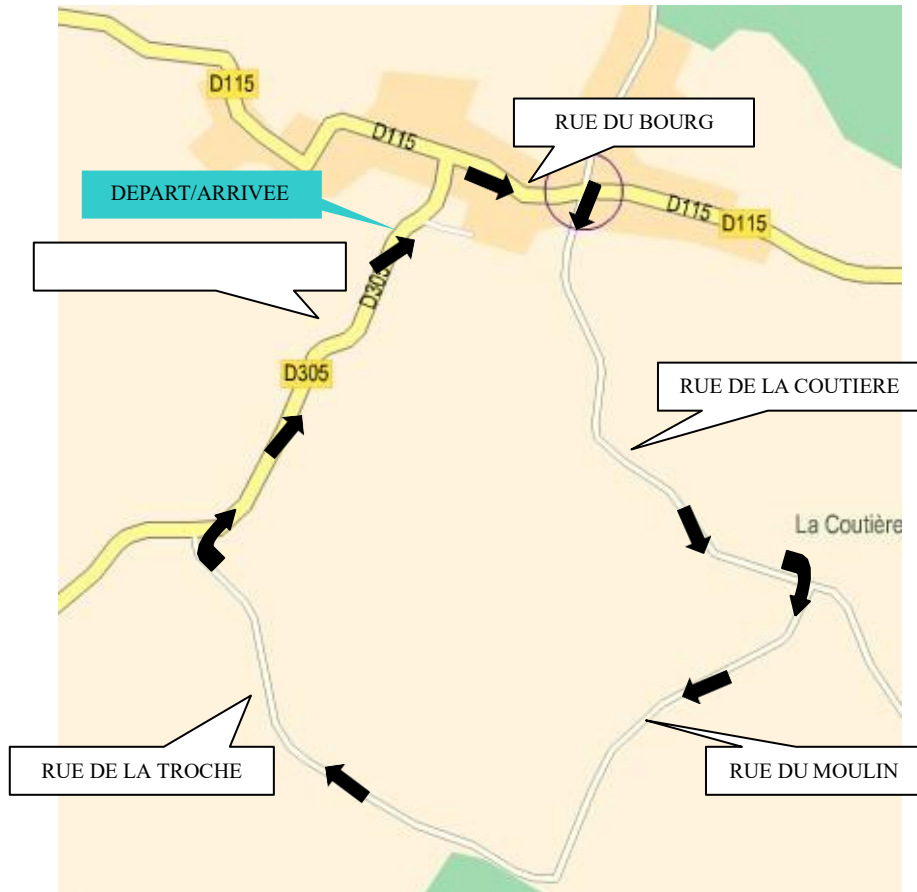 D115
D115
RUE DU BOURG
DEPART/ARRIVEE
D115
D115
D305
D305
RUE DE LA COUTIERE
La Coutière
RUE DE LA TROCHE
RUE DU MOULIN